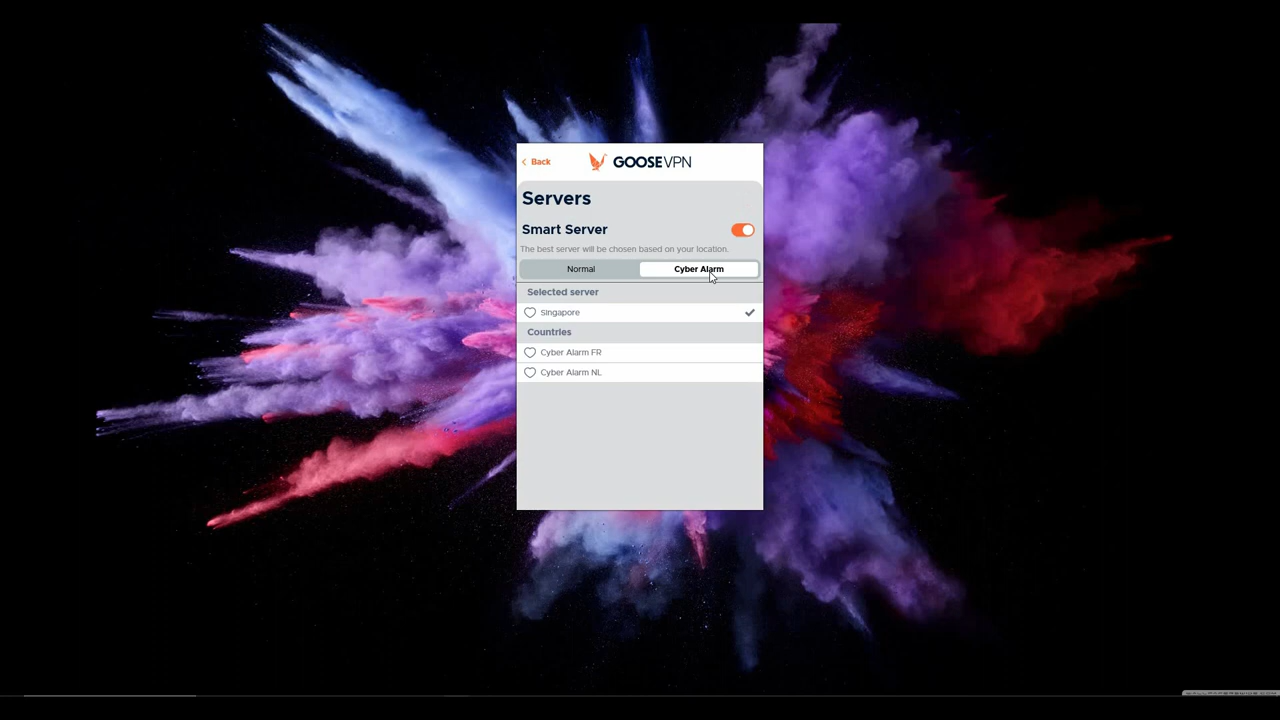 Back
GOOSEVPN
Servers
Smart Server
The best server will be chosen based on your location.
Normal
Cyber Alarm
Selected server
Singapore
Countries
Cyber Alarm FR
Cyber Alarm NL